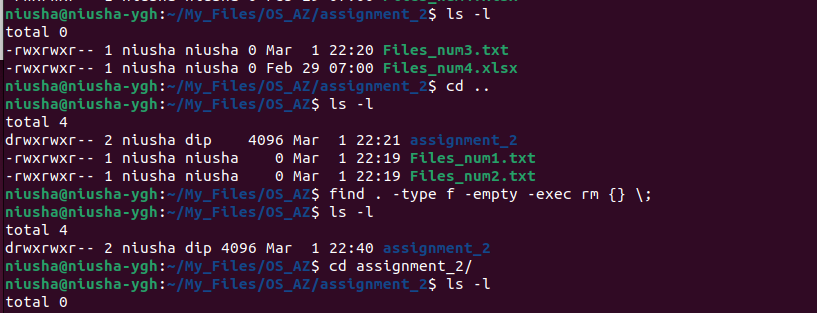 niusha@niusha-ygh:~/My_Files/OS_AZ/assignment_2$ ls -l
total 0
-rwxrwxr-- 1 niusha niusha 0 Mar  1 22:20 Files_num3.txt
-rwxrwxr-- 1 niusha niusha 0 Feb 29 07:00 Files_num4.xlsx
niusha@niusha-ygh:~/My_Files/OS_AZ/assignment_2$ cd ..
niusha@niusha-ygh:~/My_Files/OS_AZ$ ls -l
total 4
drwxrwxr-- 2 niusha dip    4096 Mar  1 22:21 assignment_2
-rwxrwxr-- 1 niusha niusha    0 Mar  1 22:19 Files_num1.txt
-rwxrwxr-- 1 niusha niusha    0 Mar  1 22:19 Files_num2.txt
niusha@niusha-ygh:~/My_Files/OS_AZ$ find . -type f -empty -exec rm {} \;
niusha@niusha-ygh:~/My_Files/OS_AZ$ ls -l
total 4
drwxrwxr-- 2 niusha dip 4096 Mar  1 22:40 assignment_2
niusha@niusha-ygh:~/My_Files/OS_AZ$ cd assignment_2/
niusha@niusha-ygh:~/My_Files/OS_AZ/assignment_2$ ls -l
total 0